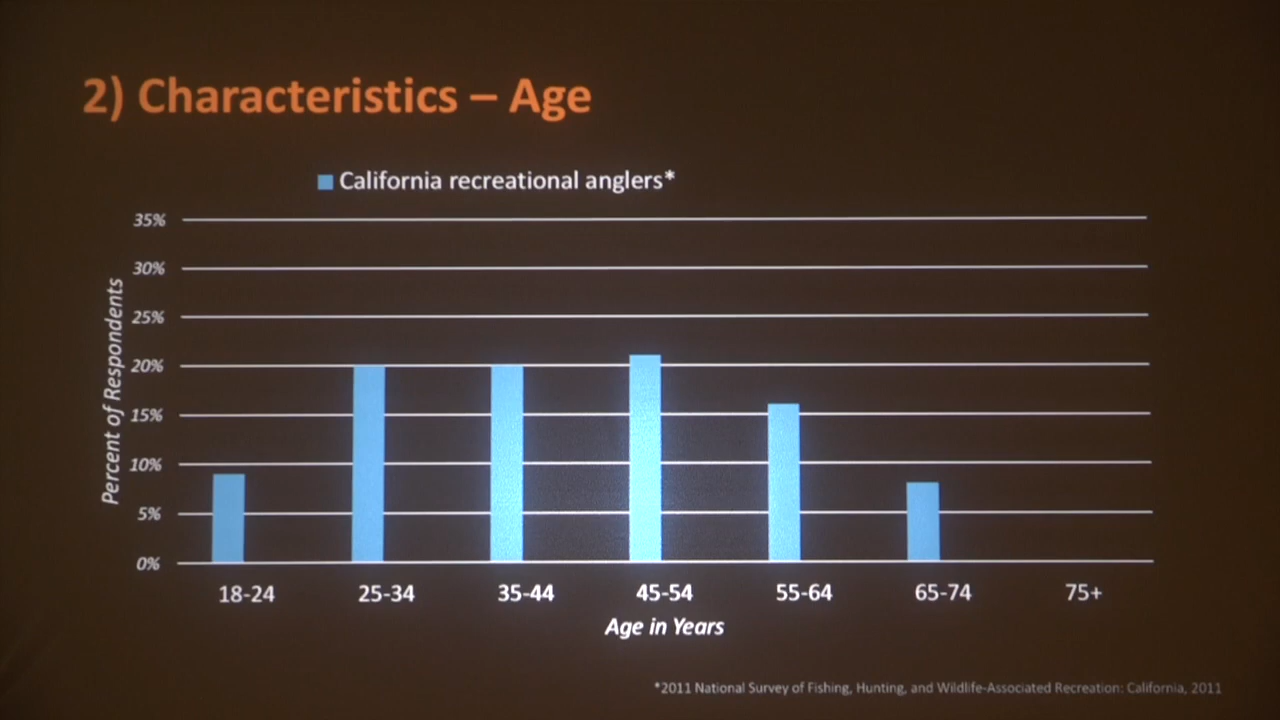 2) Characteristics – Age
California recreational anglers*
35%
30%
25%
20%
15%
10%
5%
0%
Percent of Respondents
18-24 25-34 35-44 45-54 55-64 65-74 75+
Age in Years
*2011 National Survey of Fishing, Hunting, and Wildlife-Associated Recreation: California, 2011